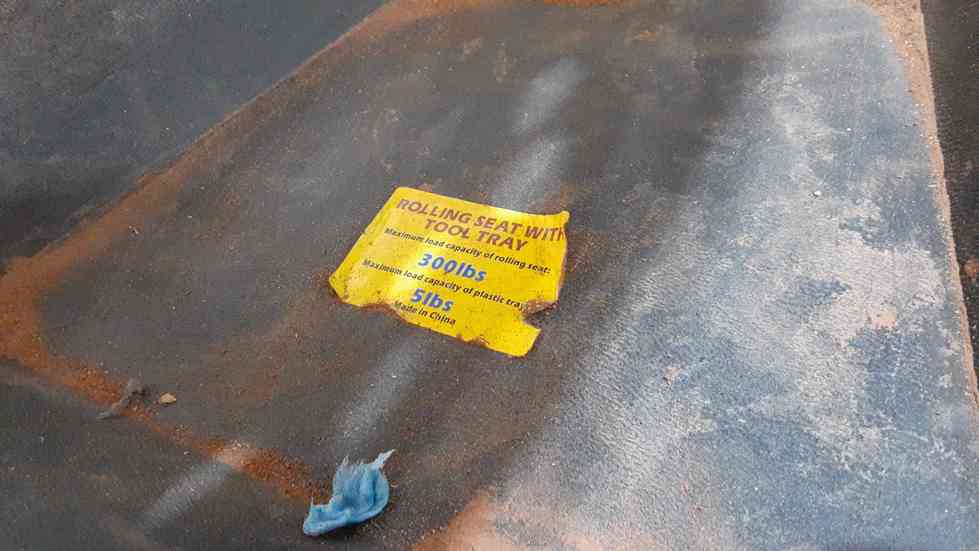 ROLLING SEAT WITH
TOOL TRAY
Maximum load capacity of rolling seat:
300lbs
Maximum load capacity of plastic tray
5lbs
Made in China